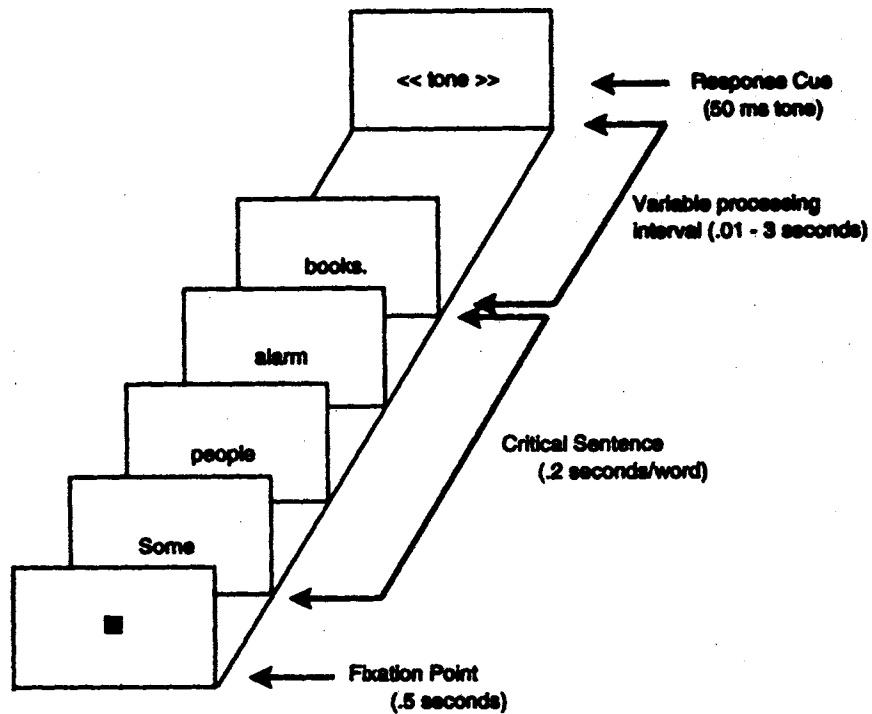 << tone >>
Response Cue
(50 ms tone)
Variable processing
interval (.01 - 3 seconds)
books.
alarm
people
Critical Sentence
(.2 seconds/word)
Some
Fixation Point
(.5 seconds)